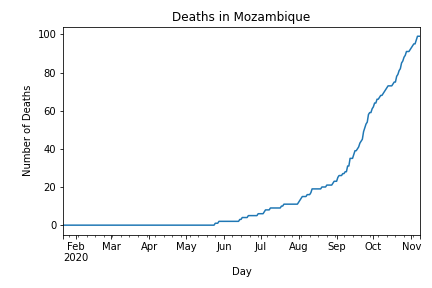 Deaths in Mozambique
100
80
60
40
20
0
Number of Deaths
Feb Mar Apr May Jun Jul Aug Sep Oct Nov
2020
Day